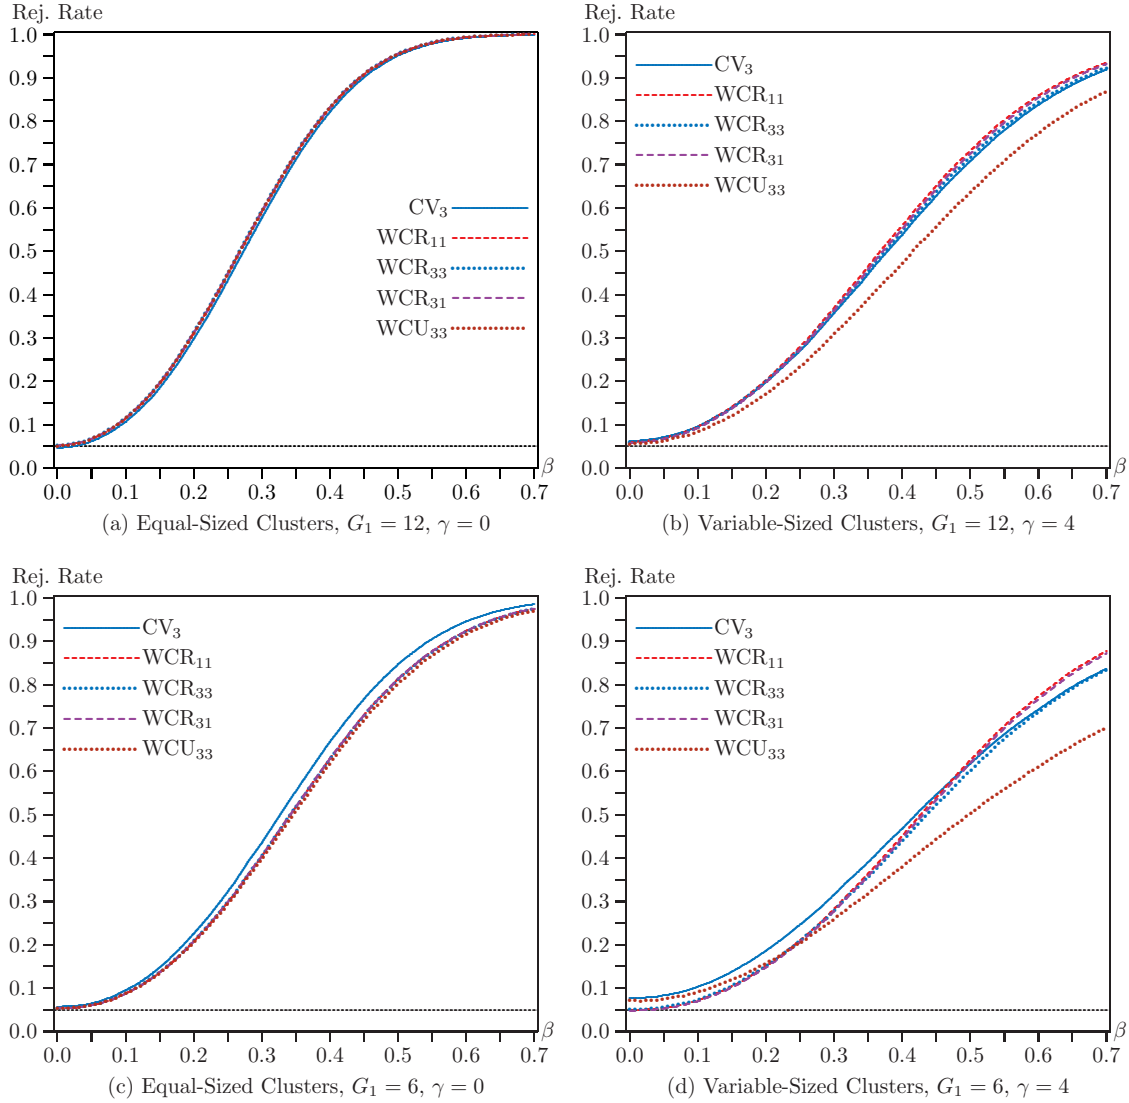 Rej. Rate
1.0
0.9
0.8
0.7
0.6
0.5
0.4
0.3
0.2
0.1
0.0
CV₃
WCR₁₁
WCR₃₃
WCR₃₁
WCU₃₃
0.0 0.1 0.2 0.3 0.4 0.5 0.6 0.7
β
(a) Equal-Sized Clusters, G₁ = 12, γ = 0
Rej. Rate
1.0
0.9
0.8
0.7
0.6
0.5
0.4
0.3
0.2
0.1
0.0
CV₃
WCR₁₁
WCR₃₃
WCR₃₁
WCU₃₃
0.0 0.1 0.2 0.3 0.4 0.5 0.6 0.7
β
(b) Variable-Sized Clusters, G₁ = 12, γ = 4
Rej. Rate
1.0
0.9
0.8
0.7
0.6
0.5
0.4
0.3
0.2
0.1
0.0
CV₃
WCR₁₁
WCR₃₃
WCR₃₁
WCU₃₃
0.0 0.1 0.2 0.3 0.4 0.5 0.6 0.7
β
(c) Equal-Sized Clusters, G₁ = 6, γ = 0
Rej. Rate
1.0
0.9
0.8
0.7
0.6
0.5
0.4
0.3
0.2
0.1
0.0
CV₃
WCR₁₁
WCR₃₃
WCR₃₁
WCU₃₃
0.0 0.1 0.2 0.3 0.4 0.5 0.6 0.7
β
(d) Variable-Sized Clusters, G₁ = 6, γ = 4